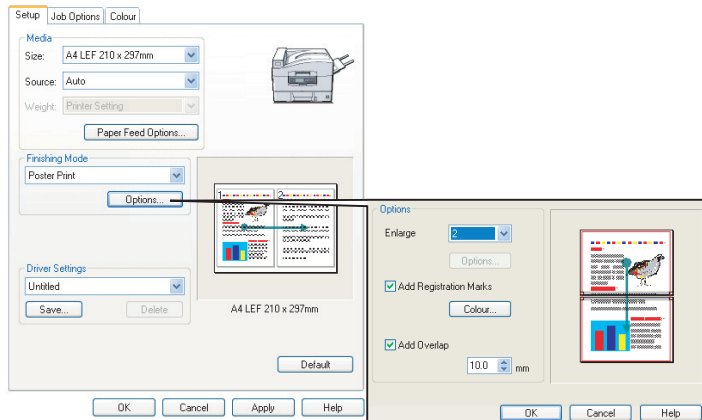 Setup Job Options Colour
Media
Size: A4 LEF 210 x 297mm
Source: Auto
Weight: Printer Setting
Paper Feed Options...
Finishing Mode
Poster Print
Options...
1 2
Driver Settings
Untitled
Save... Delete
A4 LEF 210 x 297mm
Default
OK Cancel Apply Help
Options
Enlarge 2
Options...
Add Registration Marks
Colour...
Add Overlap
10.0 mm
OK Cancel Help